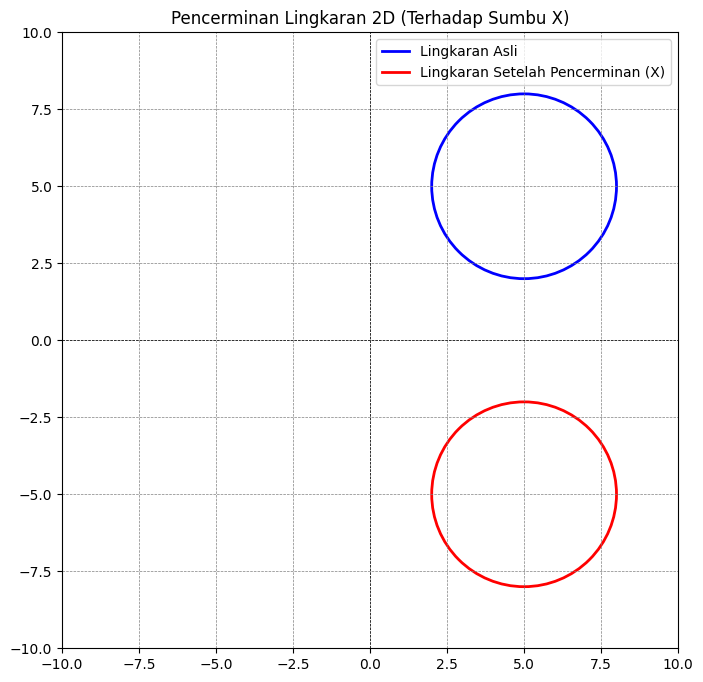 Pencerminan Lingkaran 2D (Terhadap Sumbu X)
Lingkaran Asli
Lingkaran Setelah Pencerminan (X)
10.0
7.5
5.0
2.5
0.0
−2.5
−5.0
−7.5
−10.0
−10.0 −7.5 −5.0 −2.5 0.0 2.5 5.0 7.5 10.0